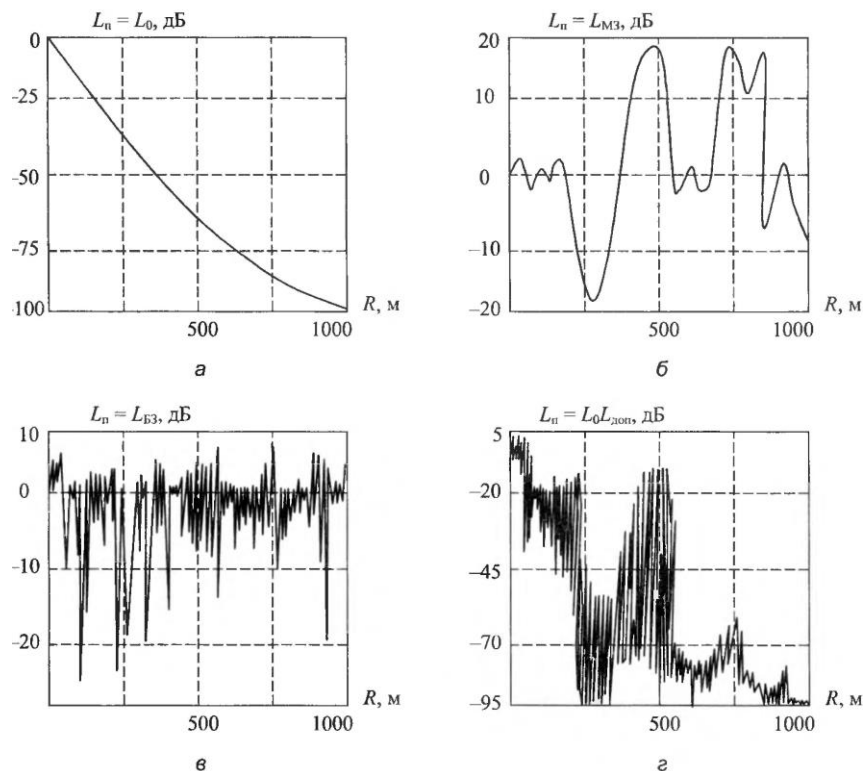 Lп = L0, дБ
0
–25
–50
–75
–100
500
1000
R, м
а
Lп = LМЗ, дБ
20
10
0
–10
–20
500
1000
R, м
б
Lп = LБЗ, дБ
10
0
–10
–20
500
1000
R, м
в
Lп = L0Lдоп, дБ
5
–20
–45
–70
–95
500
1000
R, м
г